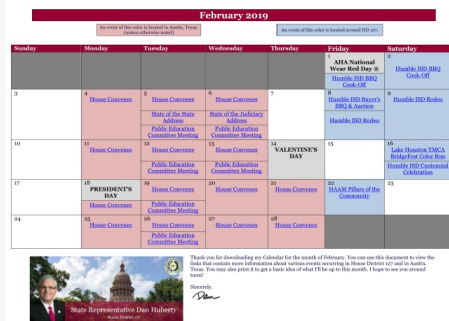 February 2019
An event of this color is located in Austin, Texas.
(unless otherwise noted)
An event of this color is located around HD 127.
Sunday Monday Tuesday Wednesday Thursday Friday Saturday
1
AHA National
Wear Red Day ®
Humble ISD BBQ
Cook-Off
2
Humble ISD BBQ
Cook-Off
3
4
House Convenes
5
House Convenes
State of the State
Address
Public Education
Committee Meeting
6
House Convenes
State of the Judiciary
Address
Public Education
Committee Meeting
7
8
Humble ISD Buyer's
BBQ & Auction
Humble ISD Rodeo
9
Humble ISD Rodeo
10
11
House Convenes
12
House Convenes
Public Education
Committee Meeting
13
House Convenes
Public Education
Committee Meeting
14
VALENTINE'S
DAY
15
16
Lake Houston YMCA
BridgeFest Color Run
Humble ISD Centennial
Celebration
17
18
PRESIDENT'S
DAY
House Convenes
19
House Convenes
Public Education
Committee Meeting
20
House Convenes
21
House Convenes
22
HAAM Pillars of the
Community
23
24
25
House Convenes
26
House Convenes
Public Education
Committee Meeting
27
House Convenes
28
House Convenes
State Representative Dan Huberty
House District 127
Thank you for downloading my Calendar for the month of February. You can use this document to view the
links that contain more information about various events occurring in House District 127 and in Austin,
Texas. You may also print it to get a basic idea of what I'll be up to this month. I hope to see you around
town!
Sincerely,
Dan